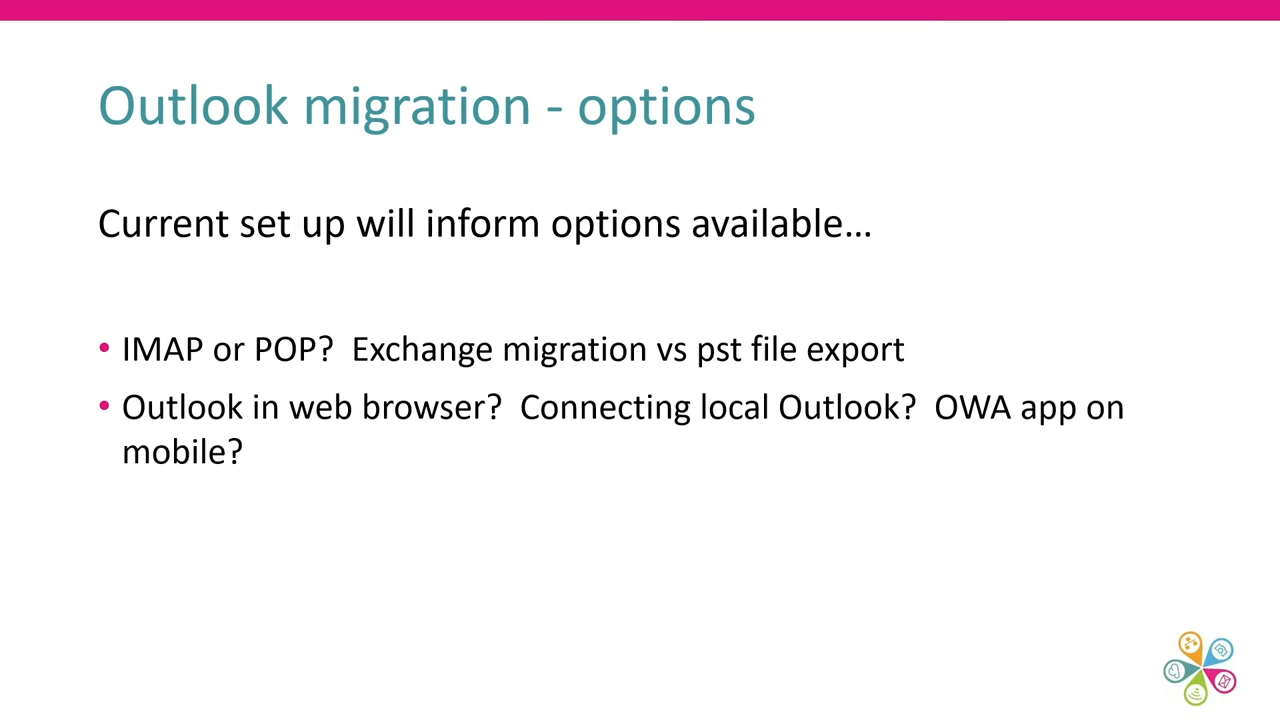 Outlook migration - options
Current set up will inform options available…
• IMAP or POP?  Exchange migration vs pst file export
• Outlook in web browser?  Connecting local Outlook?  OWA app on
mobile?